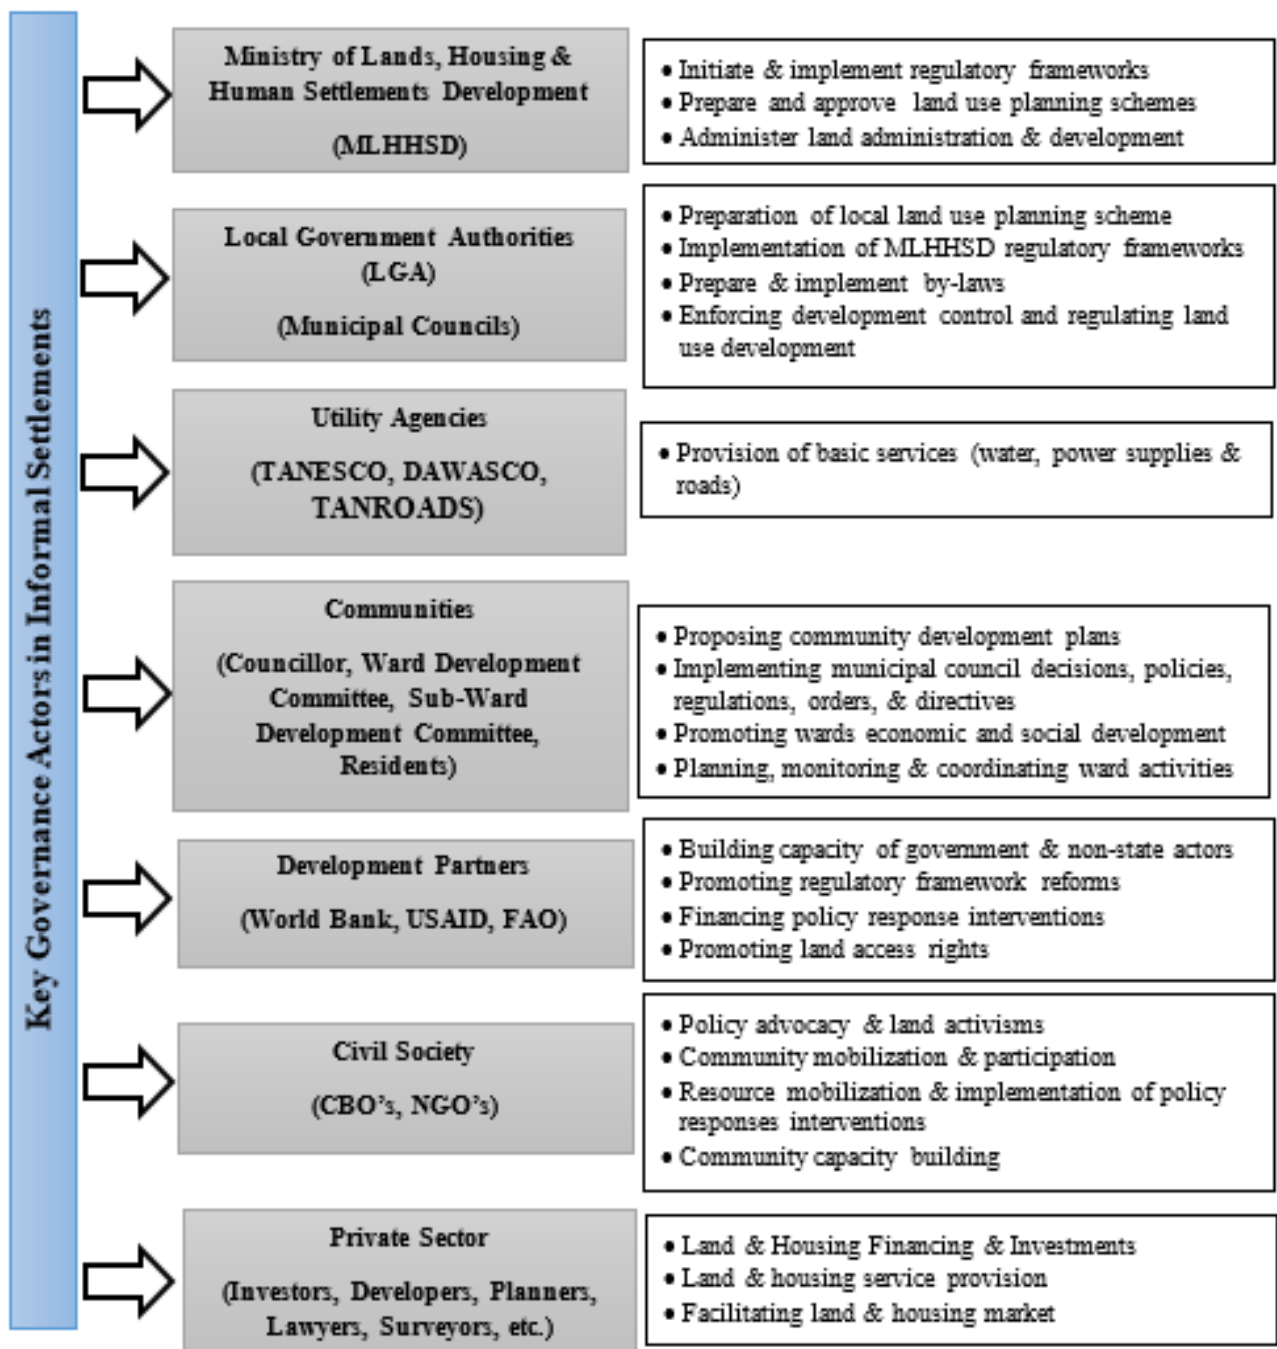 Key Governance Actors in Informal Settlements
Ministry of Lands, Housing &
Human Settlements Development
(MLHHSD)
• Initiate & implement regulatory frameworks
• Prepare and approve land use planning schemes
• Administer land administration & development
Local Government Authorities
(LGA)
(Municipal Councils)
• Preparation of local land use planning scheme
• Implementation of MLHHSD regulatory frameworks
• Prepare & implement by-laws
• Enforcing development control and regulating land
use development
Utility Agencies
(TANESCO, DAWASCO,
TANROADS)
• Provision of basic services (water, power supplies &
roads)
Communities
(Councillor, Ward Development
Committee, Sub-Ward
Development Committee,
Residents)
• Proposing community development plans
• Implementing municipal council decisions, policies,
regulations, orders, & directives
• Promoting wards economic and social development
• Planning, monitoring & coordinating ward activities
Development Partners
(World Bank, USAID, FAO)
• Building capacity of government & non-state actors
• Promoting regulatory framework reforms
• Financing policy response interventions
• Promoting land access rights
Civil Society
(CBO's, NGO's)
• Policy advocacy & land activisms
• Community mobilization & participation
• Resource mobilization & implementation of policy
responses interventions
• Community capacity building
Private Sector
(Investors, Developers, Planners,
Lawyers, Surveyors, etc.)
• Land & Housing Financing & Investments
• Land & housing service provision
• Facilitating land & housing market